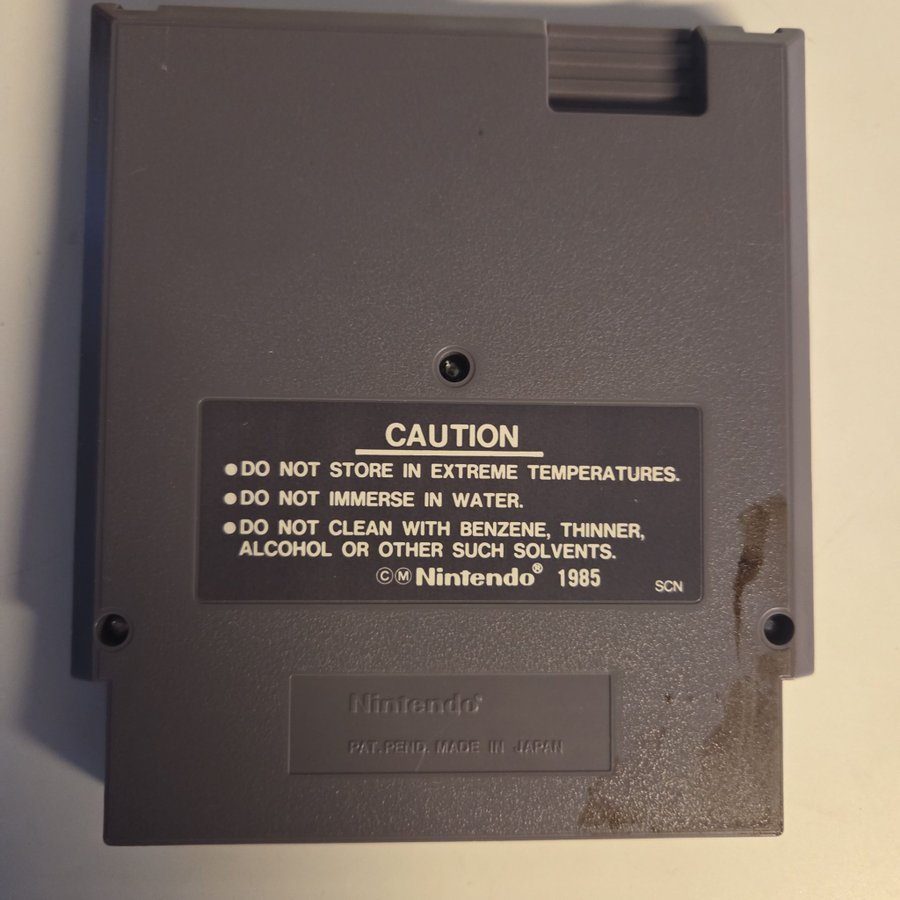 CAUTION
●DO NOT STORE IN EXTREME TEMPERATURES.
●DO NOT IMMERSE IN WATER.
●DO NOT CLEAN WITH BENZENE, THINNER,
ALCOHOL OR OTHER SUCH SOLVENTS.
ⒸⓂ Nintendo® 1985
SCN
Nintendo®
PAT. PEND. MADE IN JAPAN